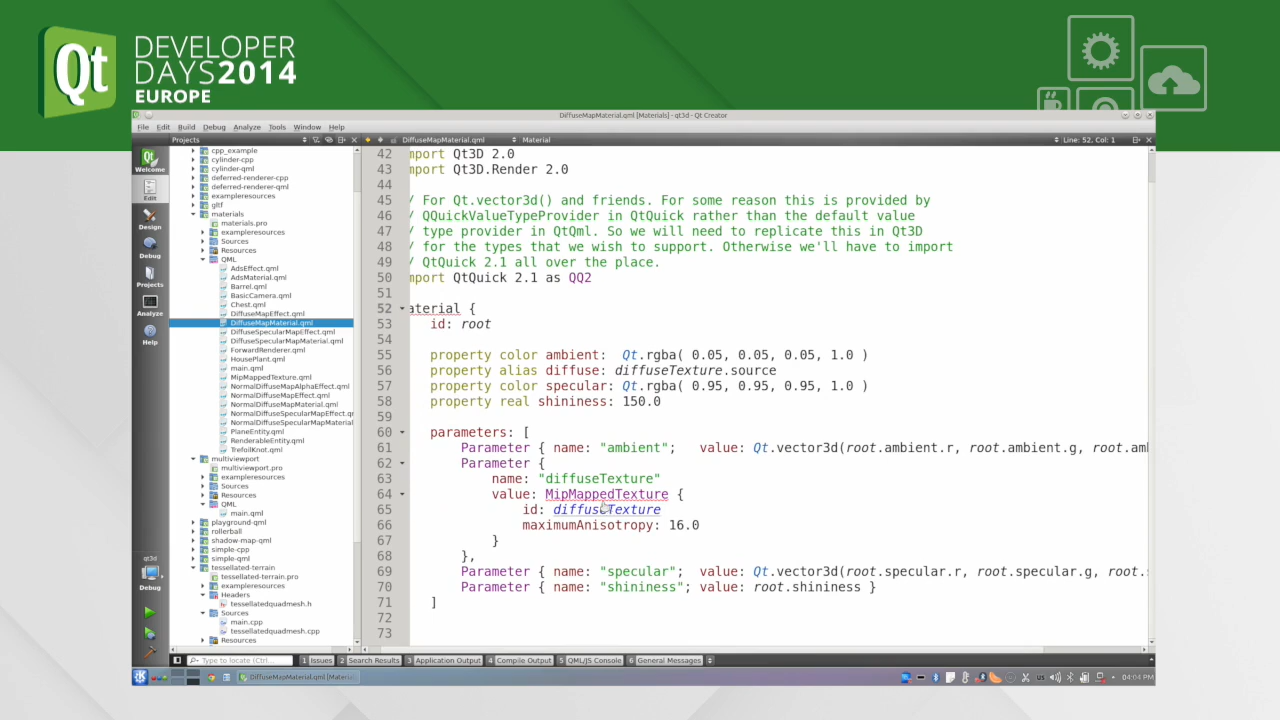 Qt
DEVELOPER
DAYS2014
EUROPE
DiffuseMapMaterial.qml [Materials] - qt3d - Qt Creator
File Edit Build Debug Analyze Tools Window Help
Projects
DiffuseMapMaterial.qml
Material
Line: 52, Col: 1
Welcome
Edit
Design
Debug
Projects
Analyze
Help
qt3d
Debug
cpp_example
cylinder-cpp
cylinder-qml
deferred-renderer-cpp
deferred-renderer-qml
exampleresources
gltf
materials
materials.pro
exampleresources
Sources
Resources
QML
AdsEffect.qml
AdsMaterial.qml
Barrel.qml
BasicCamera.qml
Chest.qml
DiffuseMapEffect.qml
DiffuseMapMaterial.qml
DiffuseSpecularMapEffect.qml
DiffuseSpecularMapMaterial.qml
ForwardRenderer.qml
HousePlant.qml
main.qml
MipMappedTexture.qml
NormalDiffuseMapAlphaEffect.qml
NormalDiffuseMapEffect.qml
NormalDiffuseMapMaterial.qml
NormalDiffuseSpecularMapEffect.qr
NormalDiffuseSpecularMapMaterial
PlaneEntity.qml
RenderableEntity.qml
TrefoilKnot.qml
multiviewport
multiviewport.pro
exampleresources
Sources
Resources
QML
main.qml
playground-qml
rollerball
shadow-map-qml
simple-cpp
simple-qml
tessellated-terrain
tessellated-terrain.pro
exampleresources
Headers
tessellatedquadmesh.h
Sources
main.cpp
tessellatedquadmesh.cpp
Resources
42 mport Qt3D 2.0
43 mport Qt3D.Render 2.0
44
45 / For Qt.vector3d() and friends. For some reason this is provided by
46 / QQuickValueTypeProvider in QtQuick rather than the default value
47 / type provider in QtQml. So we will need to replicate this in Qt3D
48 / for the types that we wish to support. Otherwise we'll have to import
49 / QtQuick 2.1 all over the place.
50 mport QtQuick 2.1 as QQ2
51
52 aterial {
53 id: root
54
55 property color ambient: Qt.rgba( 0.05, 0.05, 0.05, 1.0 )
56 property alias diffuse: diffuseTexture.source
57 property color specular: Qt.rgba( 0.95, 0.95, 0.95, 1.0 )
58 property real shininess: 150.0
59
60 parameters: [
61 Parameter { name: "ambient"; value: Qt.vector3d(root.ambient.r, root.ambient.g, root.am
62 Parameter {
63 name: "diffuseTexture"
64 value: MipMappedTexture {
65 id: diffuseTexture
66 maximumAnisotropy: 16.0
67 }
68 },
69 Parameter { name: "specular"; value: Qt.vector3d(root.specular.r, root.specular.g, root.
70 Parameter { name: "shininess"; value: root.shininess }
71 ]
72
73
Type to locate (Ctrl...
1 Issues 2 Search Results 3 Application Output 4 Compile Output 5 QML/JS Console 6 General Messages
DiffuseMapMaterial.qml [Materia
us
04:04 PM